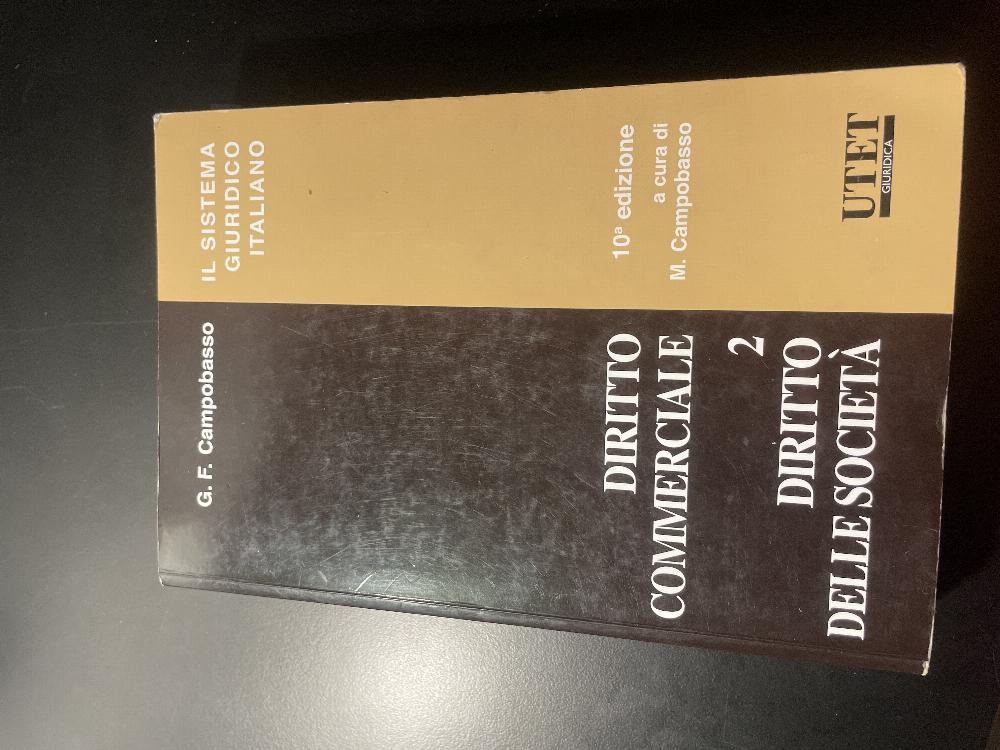 G. F. Campobasso
IL SISTEMA
GIURIDICO
ITALIANO
DIRITTO
COMMERCIALE
2
DIRITTO
DELLE SOCIETÀ
10ª edizione
a cura di
M. Campobasso
UTET
GIURIDICA